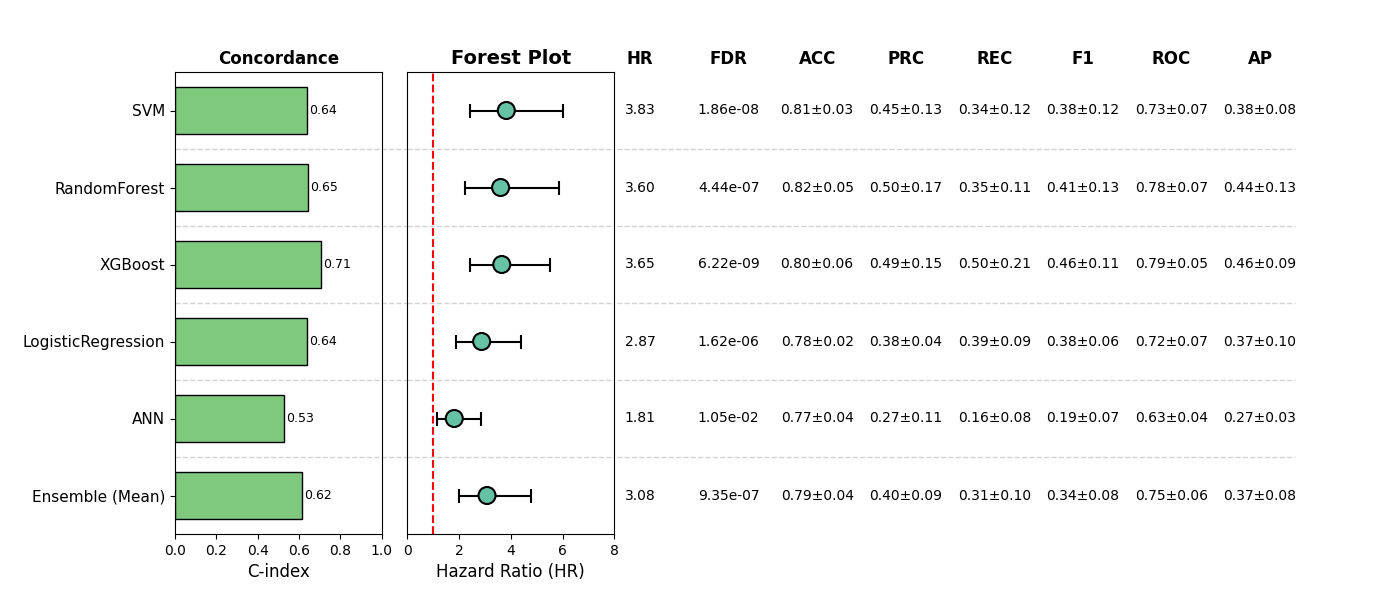 Concordance Forest Plot HR FDR ACC PRC REC F1 ROC AP
SVM 0.64 3.83 1.86e-08 0.81±0.03 0.45±0.13 0.34±0.12 0.38±0.12 0.73±0.07 0.38±0.08
RandomForest 0.65 3.60 4.44e-07 0.82±0.05 0.50±0.17 0.35±0.11 0.41±0.13 0.78±0.07 0.44±0.13
XGBoost 0.71 3.65 6.22e-09 0.80±0.06 0.49±0.15 0.50±0.21 0.46±0.11 0.79±0.05 0.46±0.09
LogisticRegression 0.64 2.87 1.62e-06 0.78±0.02 0.38±0.04 0.39±0.09 0.38±0.06 0.72±0.07 0.37±0.10
ANN 0.53 1.81 1.05e-02 0.77±0.04 0.27±0.11 0.16±0.08 0.19±0.07 0.63±0.04 0.27±0.03
Ensemble (Mean) 0.62 3.08 9.35e-07 0.79±0.04 0.40±0.09 0.31±0.10 0.34±0.08 0.75±0.06 0.37±0.08
0.0 0.2 0.4 0.6 0.8 1.0 0 2 4 6 8
C-index Hazard Ratio (HR)